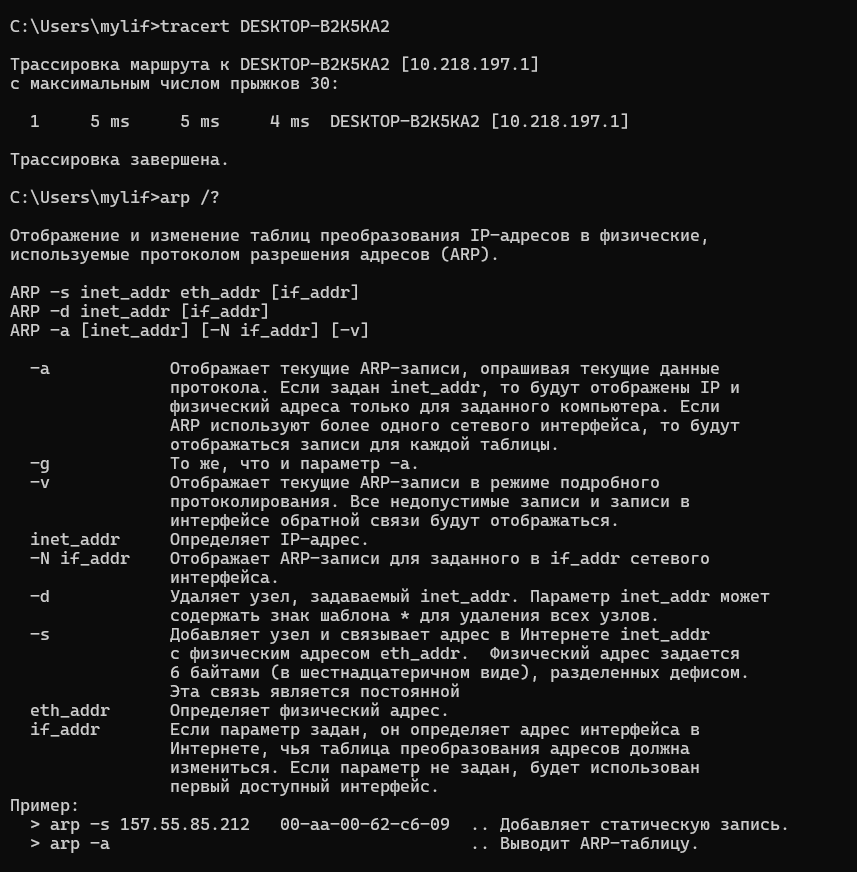 C:\Users\mylif>tracert DESKTOP-B2K5KA2
Трассировка маршрута к DESKTOP-B2K5KA2 [10.218.197.1]
с максимальным числом прыжков 30:
1 5 ms 5 ms 4 ms DESKTOP-B2K5KA2 [10.218.197.1]
Трассировка завершена.
C:\Users\mylif>arp /?
Отображение и изменение таблиц преобразования IP-адресов в физические,
используемые протоколом разрешения адресов (ARP).
ARP -s inet_addr eth_addr [if_addr]
ARP -d inet_addr [if_addr]
ARP -a [inet_addr] [-N if_addr] [-v]
-a Отображает текущие ARP-записи, опрашивая текущие данные
протокола. Если задан inet_addr, то будут отображены IP и
физический адреса только для заданного компьютера. Если
ARP используют более одного сетевого интерфейса, то будут
отображаться записи для каждой таблицы.
-g То же, что и параметр -a.
-v Отображает текущие ARP-записи в режиме подробного
протоколирования. Все недопустимые записи и записи в
интерфейсе обратной связи будут отображаться.
inet_addr Определяет IP-адрес.
-N if_addr Отображает ARP-записи для заданного в if_addr сетевого
интерфейса.
-d Удаляет узел, задаваемый inet_addr. Параметр inet_addr может
содержать знак шаблона * для удаления всех узлов.
-s Добавляет узел и связывает адрес в Интернете inet_addr
с физическим адресом eth_addr.  Физический адрес задается
6 байтами (в шестнадцатеричном виде), разделенных дефисом.
Эта связь является постоянной
eth_addr Определяет физический адрес.
if_addr Если параметр задан, он определяет адрес интерфейса в
Интернете, чья таблица преобразования адресов должна
измениться. Если параметр не задан, будет использован
первый доступный интерфейс.
Пример:
> arp -s 157.55.85.212 00-aa-00-62-c6-09 .. Добавляет статическую запись.
> arp -a .. Выводит ARP-таблицу.